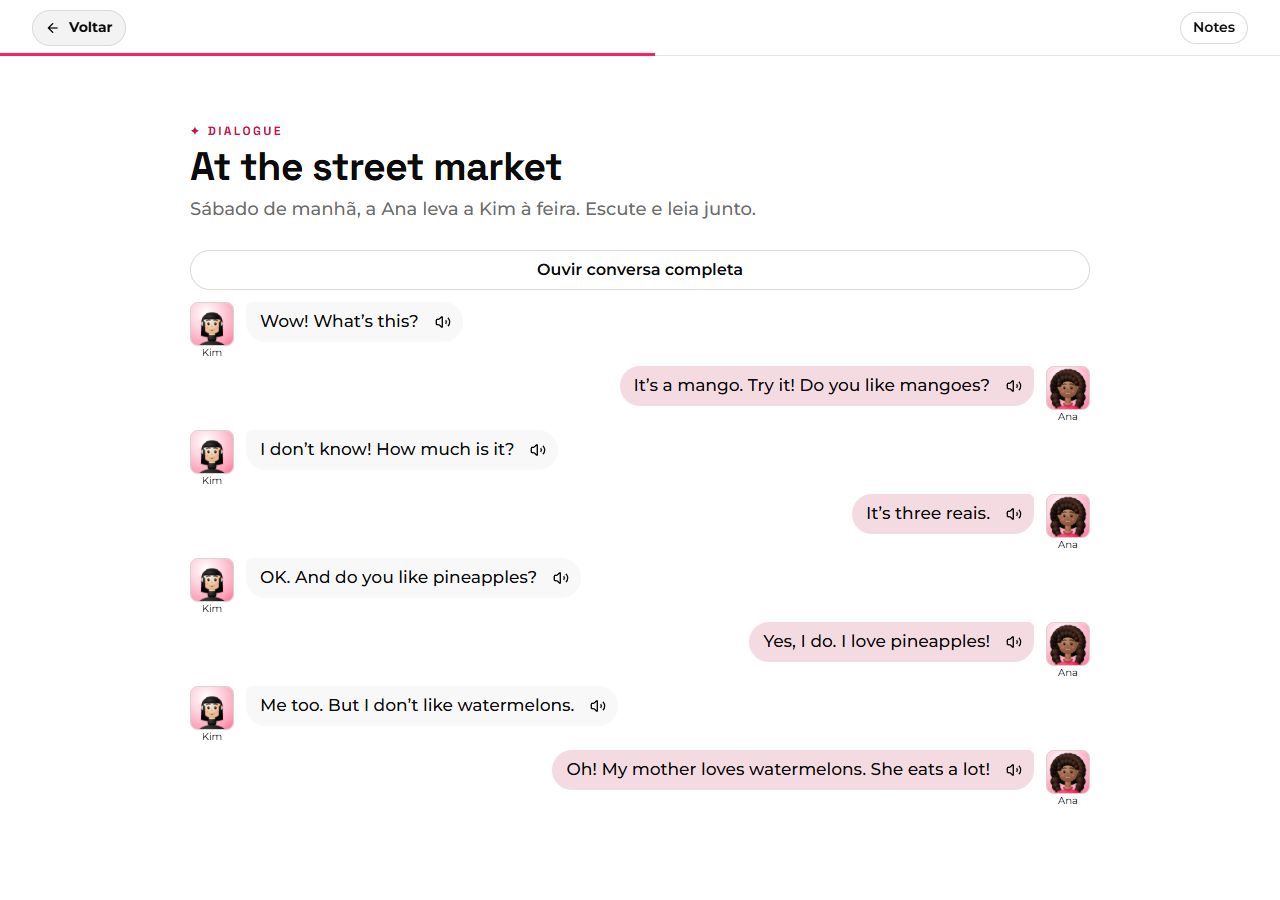 Voltar
Notes
DIALOGUE
At the street market
Sábado de manhã, a Ana leva a Kim à feira. Escute e leia junto.
Ouvir conversa completa
Wow! What’s this?
Kim
It’s a mango. Try it! Do you like mangoes?
Ana
I don’t know! How much is it?
Kim
It’s three reais.
Ana
OK. And do you like pineapples?
Kim
Yes, I do. I love pineapples!
Ana
Me too. But I don’t like watermelons.
Kim
Oh! My mother loves watermelons. She eats a lot!
Ana